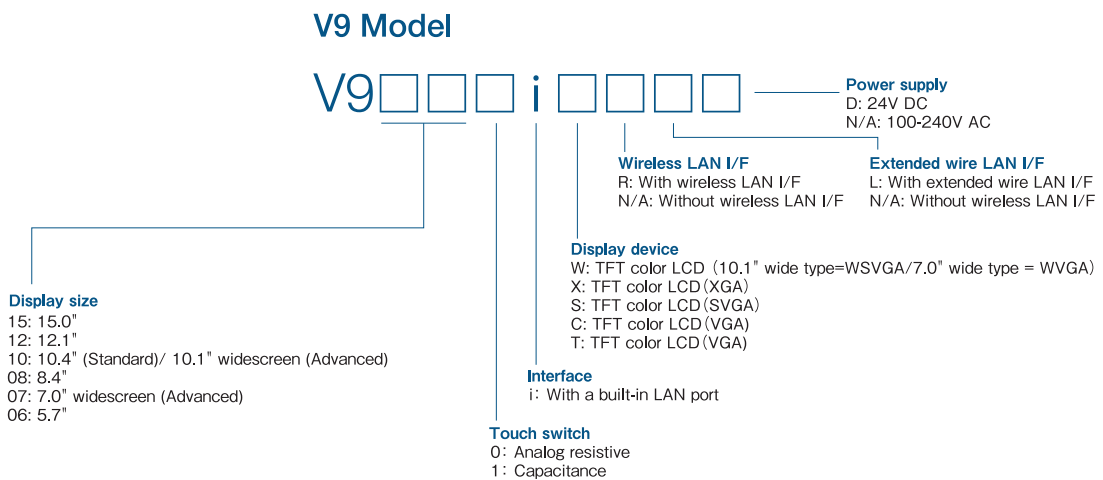 V9 Model
V9□□□i□□□□
Power supply
D: 24V DC
N/A: 100-240V AC
Wireless LAN I/F
R: With wireless LAN I/F
N/A: Without wireless LAN I/F
Extended wire LAN I/F
L: With extended wire LAN I/F
N/A: Without wireless LAN I/F
Display device
W: TFT color LCD (10.1" wide type=WSVGA/7.0" wide type = WVGA)
X: TFT color LCD(XGA)
S: TFT color LCD(SVGA)
C: TFT color LCD(VGA)
T: TFT color LCD(VGA)
Display size
15: 15.0"
12: 12.1"
10: 10.4" (Standard)/ 10.1" widescreen (Advanced)
08: 8.4"
07: 7.0" widescreen (Advanced)
06: 5.7"
Interface
i: With a built-in LAN port
Touch switch
0: Analog resistive
1: Capacitance